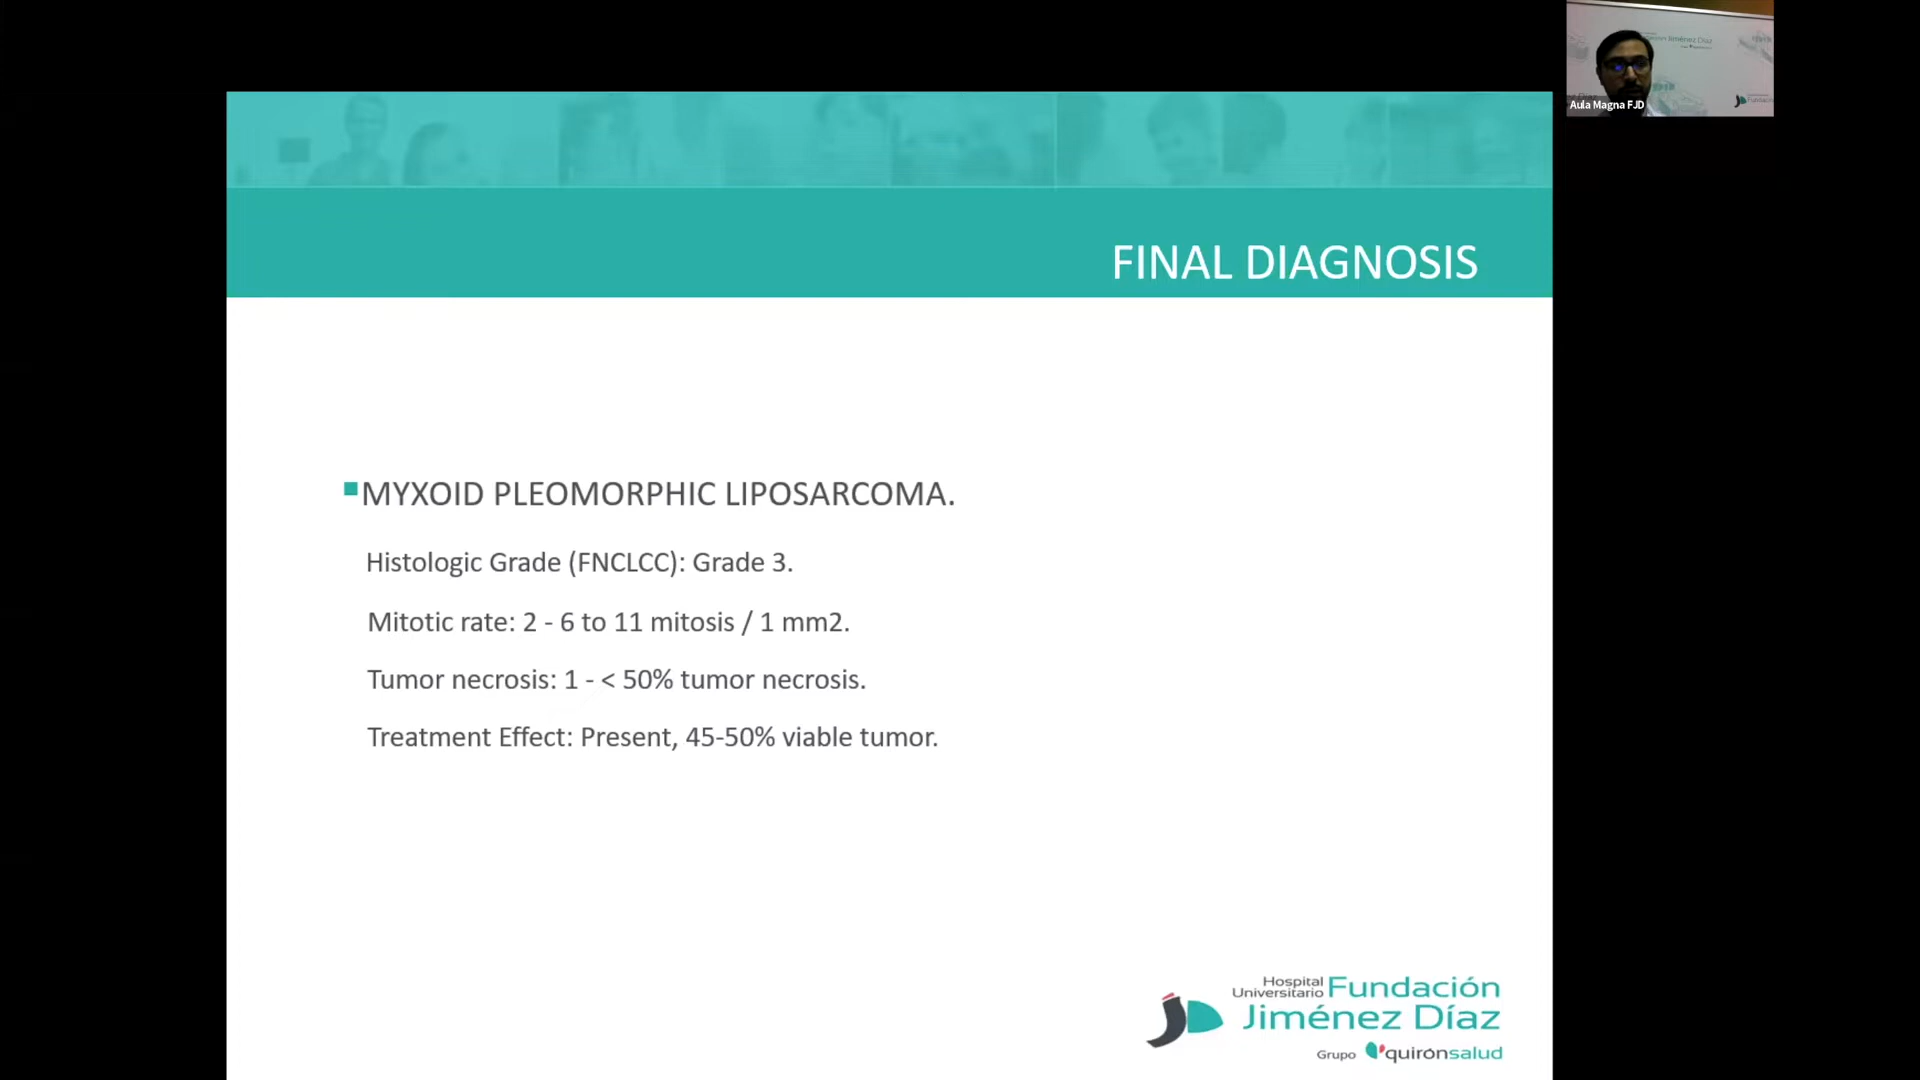 Jiménez Díaz
Aula Magna FJD
FINAL DIAGNOSIS
▪MYXOID PLEOMORPHIC LIPOSARCOMA.
Histologic Grade (FNCLCC): Grade 3.
Mitotic rate: 2 - 6 to 11 mitosis / 1 mm2.
Tumor necrosis: 1 - < 50% tumor necrosis.
Treatment Effect: Present, 45-50% viable tumor.
Hospital Universitario Fundación
Jiménez Díaz
Grupo quirónsalud